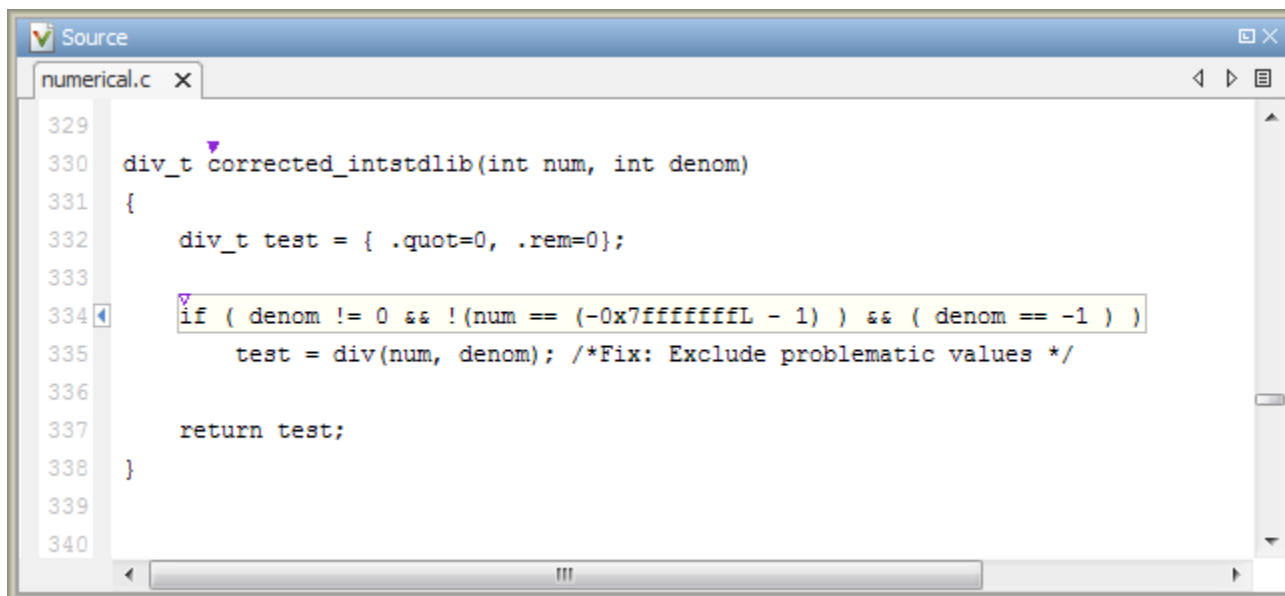 Source
numerical.c
329
330 div_t corrected_intstdlib(int num, int denom)
331 {
332 div_t test = { .quot=0, .rem=0};
333
334 if ( denom != 0 && !(num == (-0x7fffffffL - 1) ) && ( denom == -1 ) )
335 test = div(num, denom); /*Fix: Exclude problematic values */
336
337 return test;
338 }
339
340